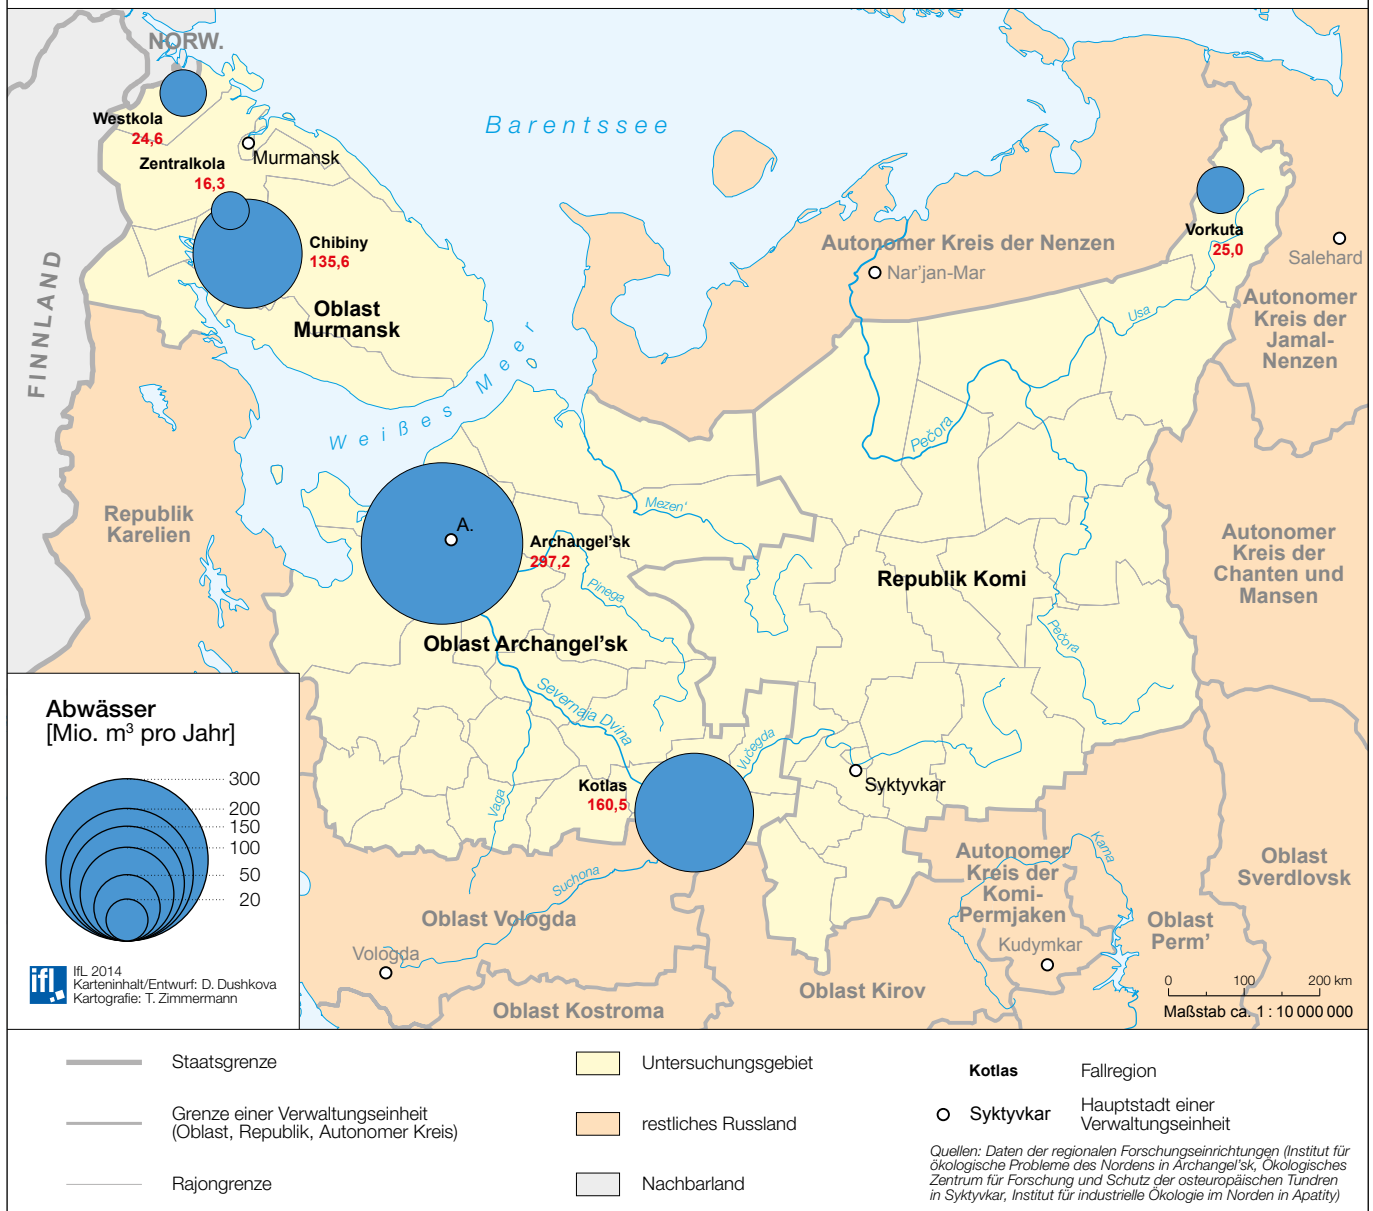 NORW.
Westkola
24,6
Zentralkola
16,3
Murmansk
Barentssee
Chibiny
135,6
Oblast
Murmansk
FINNLAND
Weißes Meer
Autonomer Kreis der Nenzen
Nar'jan-Mar
Vorkuta
25,0
Salehard
Autonomer
Kreis der
Jamal-
Nenzen
Usa
Pečora
Mezen'
Republik
Karelien
A.
Archangel'sk
297,2
Pinega
Republik Komi
Autonomer
Kreis der
Chanten und
Mansen
Pečora
Oblast Archangel'sk
Severnaja Dvina
Vučegda
Vaga
Kotlas
160,5
Syktyvkar
Suchona
Oblast Vologda
Vologda
Oblast Kostroma
Oblast Kirov
Autonomer
Kreis der
Komi-
Permjaken
Kudymkar
Kama
Oblast
Perm'
Oblast
Sverdlovsk
Abwässer
[Mio. m³ pro Jahr]
300
200
150
100
50
20
ifl
IfL 2014
Karteninhalt/Entwurf: D. Dushkova
Kartografie: T. Zimmermann
0 100 200 km
Maßstab ca. 1 : 10 000 000
Staatsgrenze
Grenze einer Verwaltungseinheit
(Oblast, Republik, Autonomer Kreis)
Rajongrenze
Untersuchungsgebiet
restliches Russland
Nachbarland
Kotlas Fallregion
Syktyvkar Hauptstadt einer
Verwaltungseinheit
Quellen: Daten der regionalen Forschungseinrichtungen (Institut für
ökologische Probleme des Nordens in Archangel'sk, Ökologisches
Zentrum für Forschung und Schutz der osteuropäischen Tundren
in Syktyvkar, Institut für industrielle Ökologie im Norden in Apatity)